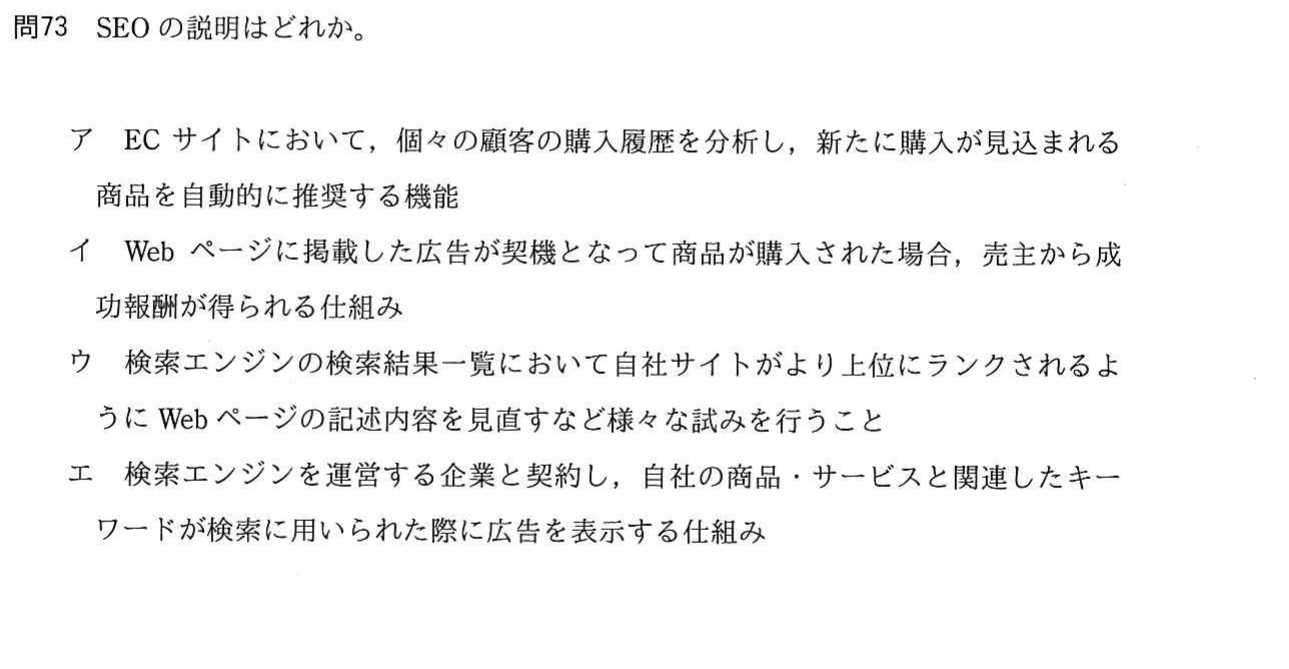 問73 SEO の説明はどれか。
ア EC サイトにおいて，個々の顧客の購入履歴を分析し，新たに購入が見込まれる
商品を自動的に推奨する機能
イ Web ページに掲載した広告が契機となって商品が購入された場合，売主から成
功報酬が得られる仕組み
ウ 検索エンジンの検索結果一覧において自社サイトがより上位にランクされるよ
うに Web ページの記述内容を見直すなど様々な試みを行うこと
エ 検索エンジンを運営する企業と契約し，自社の商品・サービスと関連したキー
ワードが検索に用いられた際に広告を表示する仕組み